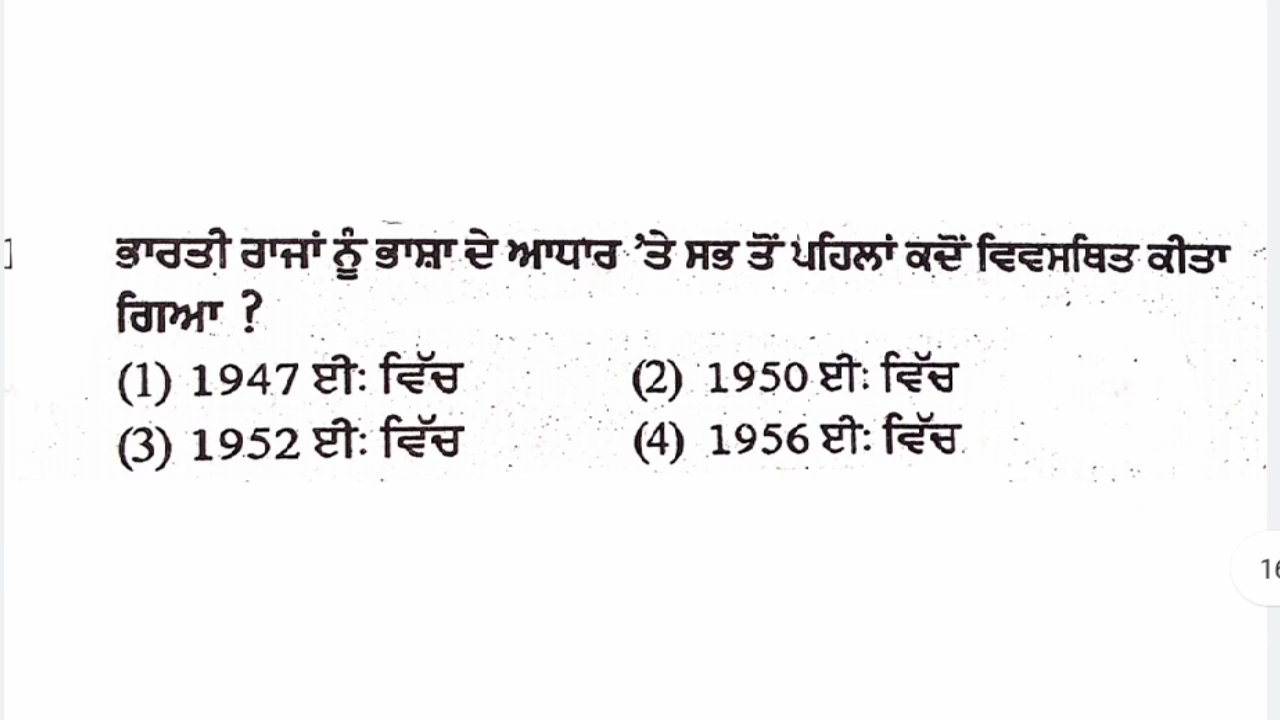 ਭਾਰਤੀ ਰਾਜਾਂ ਨੂੰ ਭਾਸ਼ਾ ਦੇ ਆਧਾਰ ’ਤੇ ਸਭ ਤੋਂ ਪਹਿਲਾਂ ਕਦੋਂ ਵਿਵਸਥਿਤ ਕੀਤਾ
ਗਿਆ ?
(1) 1947 ਈ: ਵਿੱਚ (2) 1950 ਈ: ਵਿੱਚ
(3) 1952 ਈ: ਵਿੱਚ (4) 1956 ਈ: ਵਿੱਚ